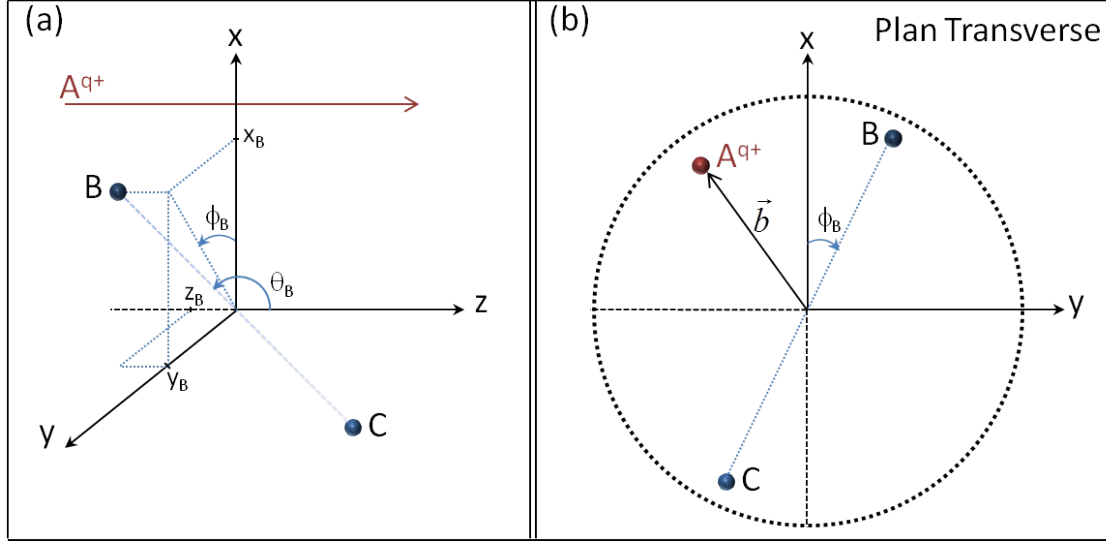 (a)
x
A^q+
x_B
B
ϕ_B
θ_B
z_B
z
y_B
y
C
(b)
Plan Transverse
x
B
A^q+
ϕ_B
b⃗
y
C